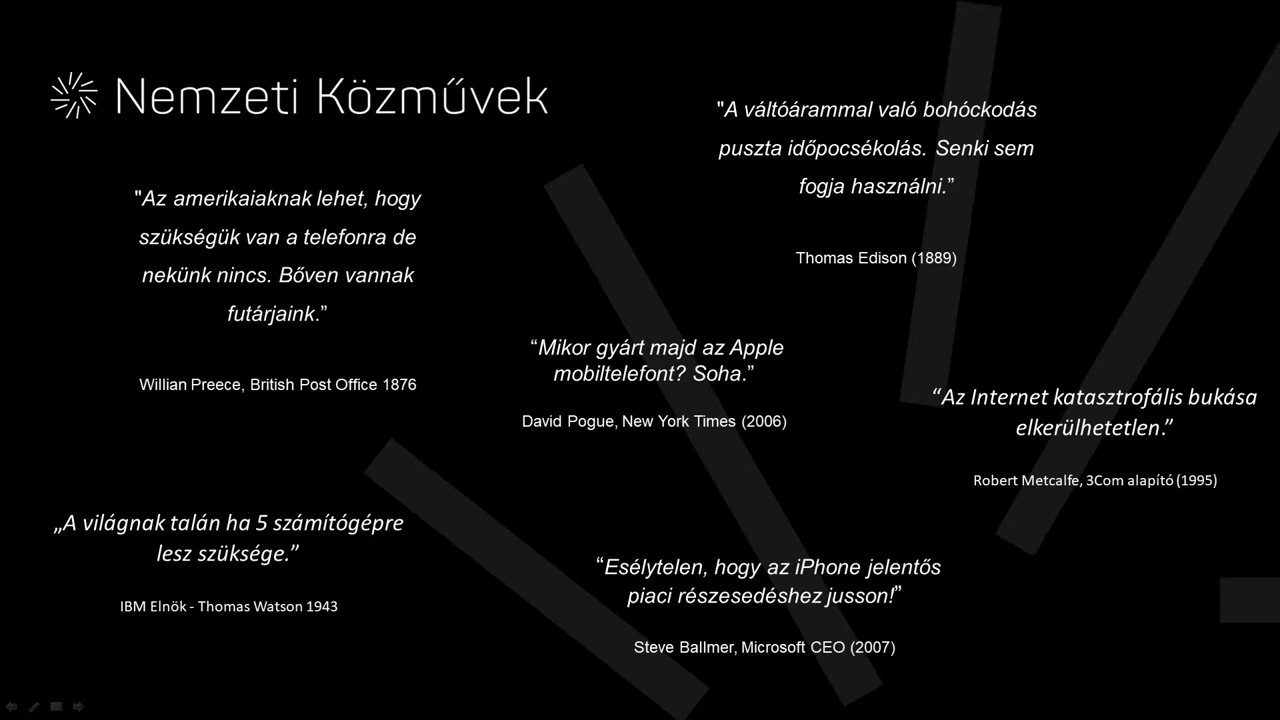 Nemzeti Közművek
"A váltóárammal való bohóckodás
puszta időpocsékolás. Senki sem
fogja használni.”
Thomas Edison (1889)
"Az amerikaiaknak lehet, hogy
szükségük van a telefonra de
nekünk nincs. Bőven vannak
futárjaink.”
Willian Preece, British Post Office 1876
“Mikor gyárt majd az Apple
mobiltelefont? Soha.”
David Pogue, New York Times (2006)
“Az Internet katasztrofális bukása
elkerülhetetlen.”
Robert Metcalfe, 3Com alapító (1995)
„A világnak talán ha 5 számítógépre
lesz szüksége.”
IBM Elnök - Thomas Watson 1943
“Esélytelen, hogy az iPhone jelentős
piaci részesedéshez jusson!”
Steve Ballmer, Microsoft CEO (2007)